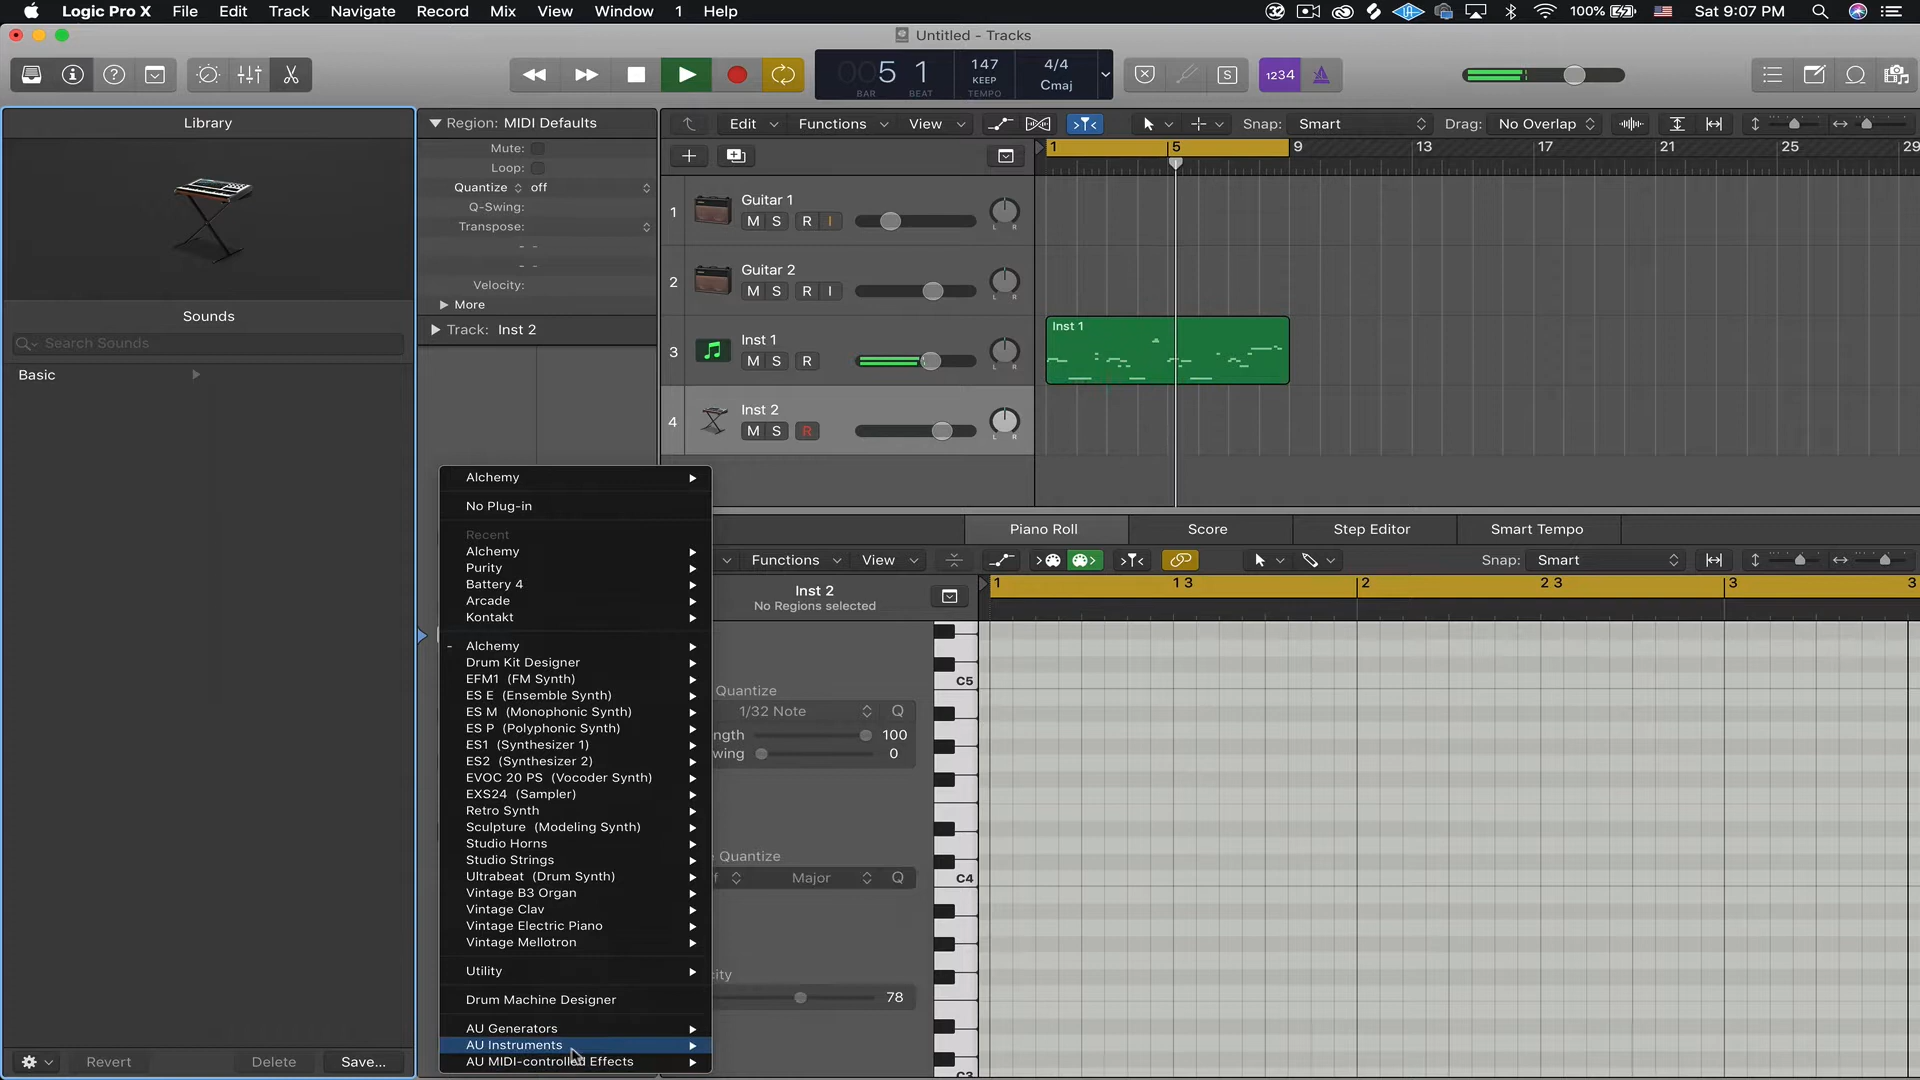 Logic Pro X File Edit Track Navigate Record Mix View Window 1 Help 100% Sat 9:07 PM
Untitled - Tracks
005 1 147 4/4
KEEP Cmaj
BAR BEAT TEMPO
S 1234
Library
Sounds
Search Sounds
Basic
Revert Delete Save...
Region: MIDI Defaults
Mute:
Loop:
Quantize off
Q-Swing:
Transpose:
- -
- -
Velocity:
More
Track: Inst 2
Edit Functions View Snap: Smart Drag: No Overlap
1 5 9 13 17 21 25 29
1 Guitar 1
M S R I
L R
2 Guitar 2
M S R I
L R
3 Inst 1
M S R
L R
4 Inst 2
M S R
L R
Inst 1
Alchemy
No Plug-in
Recent
Alchemy
Purity
Battery 4
Arcade
Kontakt
- Alchemy
Drum Kit Designer
EFM1 (FM Synth)
ES E (Ensemble Synth)
ES M (Monophonic Synth)
ES P (Polyphonic Synth)
ES1 (Synthesizer 1)
ES2 (Synthesizer 2)
EVOC 20 PS (Vocoder Synth)
EXS24 (Sampler)
Retro Synth
Sculpture (Modeling Synth)
Studio Horns
Studio Strings
Ultrabeat (Drum Synth)
Vintage B3 Organ
Vintage Clav
Vintage Electric Piano
Vintage Mellotron
Utility
Drum Machine Designer
AU Generators
AU Instruments
AU MIDI-controlled Effects
Piano Roll Score Step Editor Smart Tempo
Functions View Snap: Smart
Inst 2
No Regions selected
1 1 3 2 2 3 3 3
Quantize
1/32 Note Q
ngth 100
wing 0
Quantize
f Major Q
city
78
C5
C4
C3